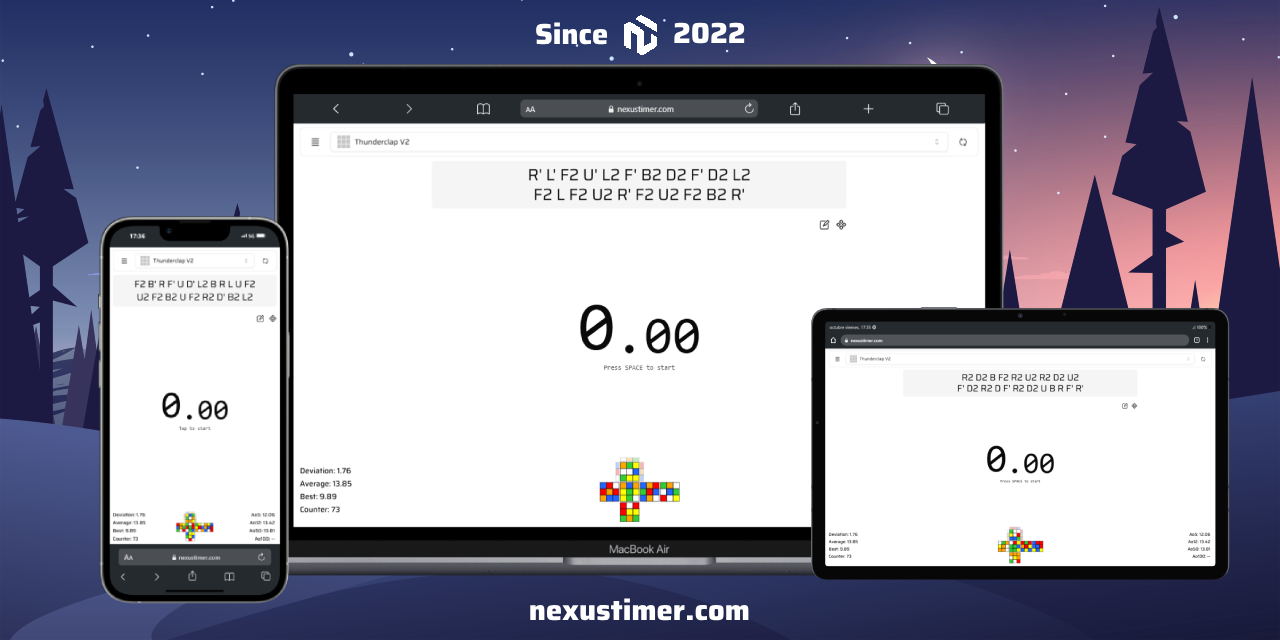 Since 2022
AA nexustimer.com
Thunderclap V2
R' L' F2 U' L2 F' B2 D2 F' D2 L2
F2 L F2 U2 R' F2 U2 F2 B2 R'
0.00
Press SPACE to start
Deviation: 1.76
Average: 13.85
Best: 9.89
Counter: 73
MacBook Air
17:36
5G
Thunderclap V2
F2 B' R F' U D' L2 B R L U F2
U2 F2 B2 U F2 R2 D' B2 L2
0.00
Tap to start
Deviation: 1.76
Average: 13.85
Best: 9.89
Counter: 73
Ao5: 12.06
Ao12: 13.42
Ao50: 13.81
Ao100: --
AA nexustimer.com
octubre viernes, 17:35
100%
nexustimer.com
Thunderclap V2
R2 D2 B F2 R2 U2 R2 D2 U2
F' D2 R2 D F' R2 D2 U B R F' R'
0.00
Press SPACE to start
Deviation: 1.76
Average: 13.85
Best: 9.89
Counter: 73
Ao5: 12.06
Ao12: 13.42
Ao50: 13.81
Ao100: --
nexustimer.com